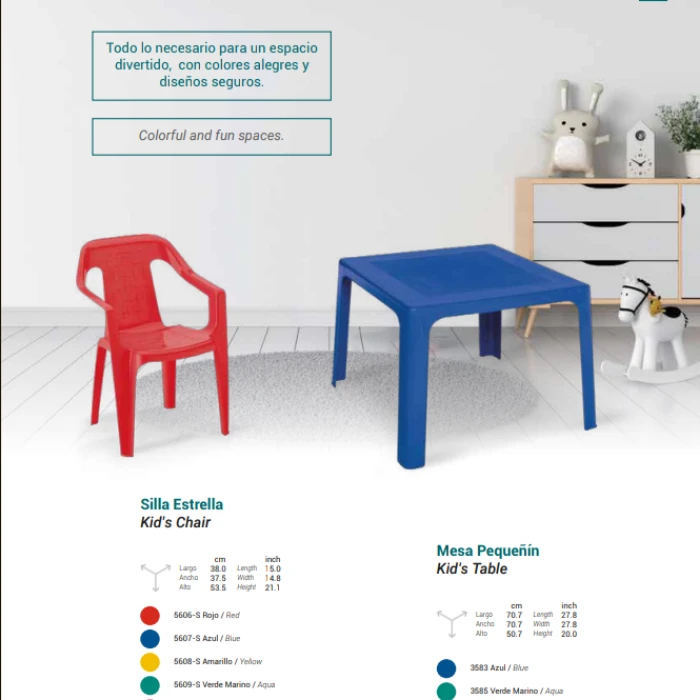 Todo lo necesario para un espacio
divertido, con colores alegres y
diseños seguros.
Colorful and fun spaces.
Silla Estrella
Kid's Chair
cm inch
Largo 38.0 Length 15.0
Ancho 37.5 Width 14.8
Alto 53.5 Height 21.1
5606-S Rojo / Red
5607-S Azul / Blue
5608-S Amarillo / Yellow
5609-S Verde Marino / Aqua
Mesa Pequeñín
Kid's Table
cm inch
Largo 70.7 Length 27.8
Ancho 70.7 Width 27.8
Alto 50.7 Height 20.0
3583 Azul / Blue
3585 Verde Marino / Aqua